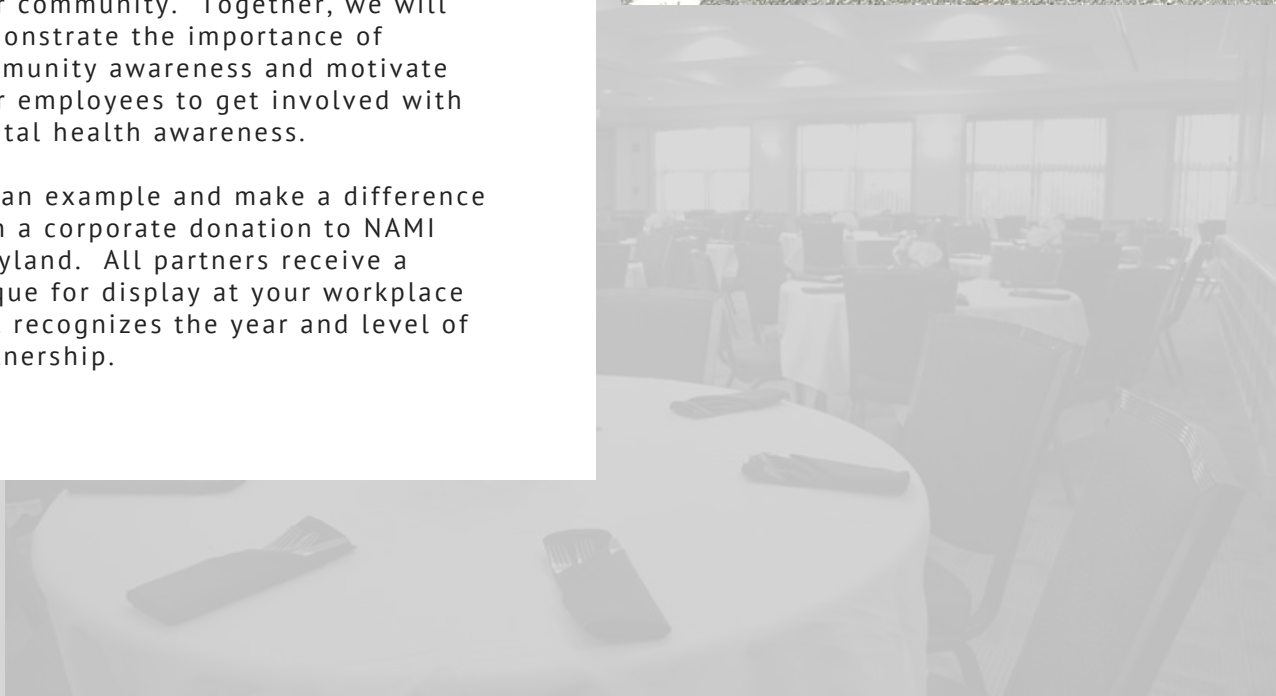 r community.  Together, we will
onstrate the importance of
munity awareness and motivate
r employees to get involved with
tal health awareness.
an example and make a difference
h a corporate donation to NAMI
yland.  All partners receive a
que for display at your workplace
recognizes the year and level of
nership.